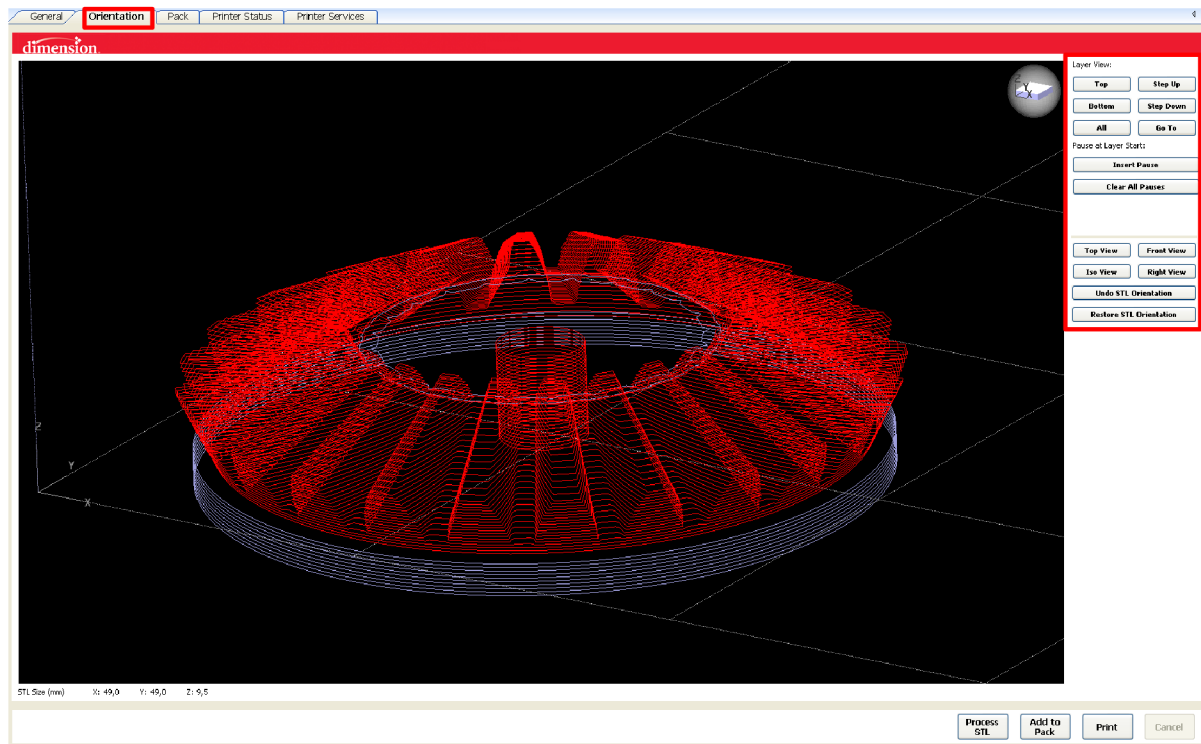 General Orientation Pack Printer Status Printer Services
dimension
Layer View:
Top Step Up
Bottom Step Down
All Go To
Pause at Layer Start:
Insert Pause
Clear All Pauses
Top View Front View
Iso View Right View
Undo STL Orientation
Restore STL Orientation
Z
Y
X
Z
Y
X
STL Size (mm) X: 49,0 Y: 49,0 Z: 9,5
Process STL Add to Pack Print Cancel